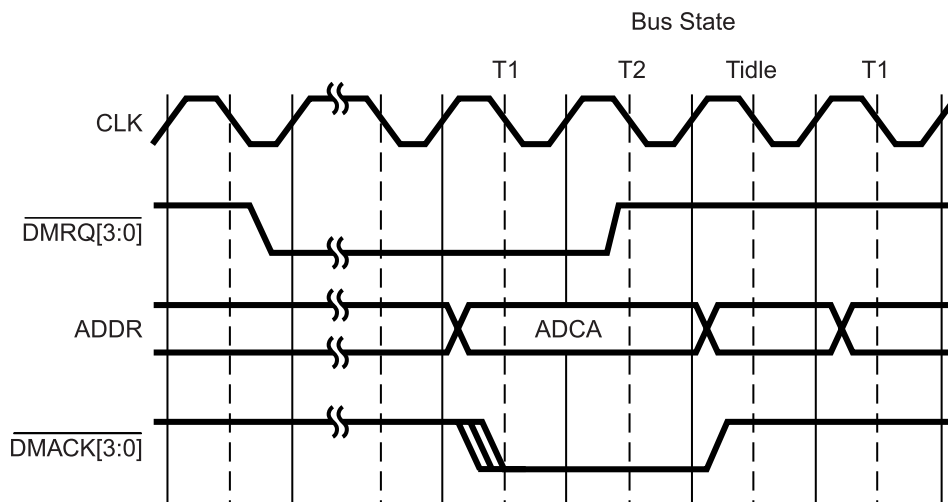 Bus State
T1 T2 Tidle T1
CLK
DMRQ[3:0]
ADDR ADCA
DMACK[3:0]